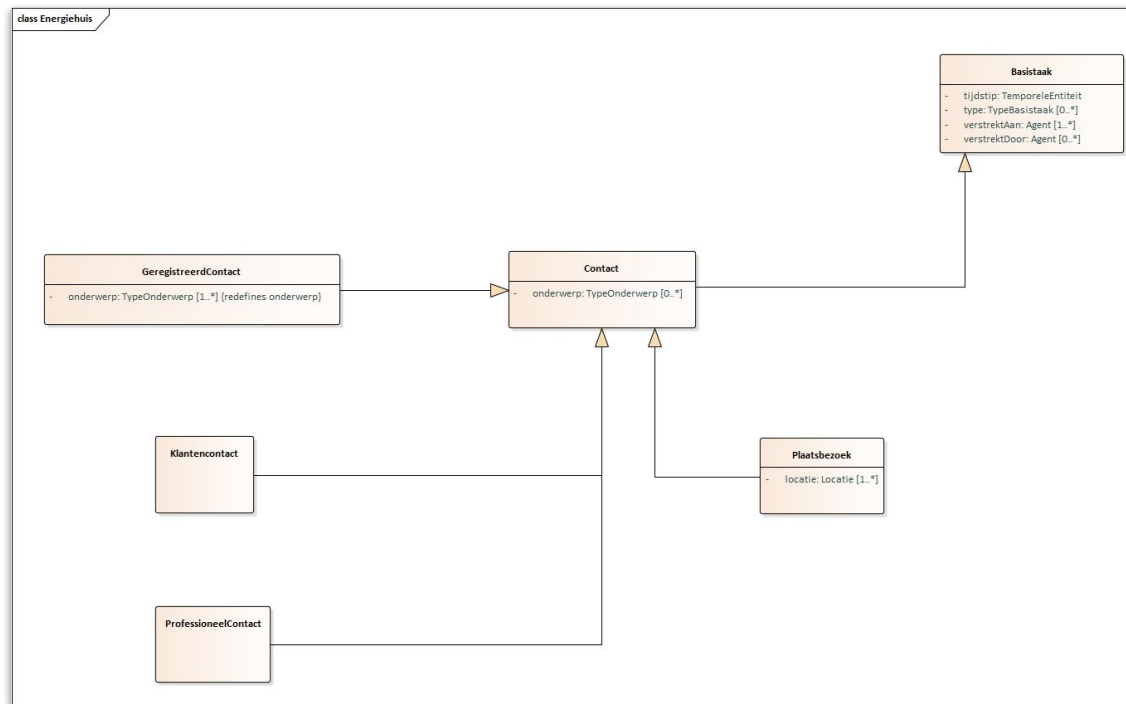 class Energiehuis
Basistaak
- tijdstip: TemporeleEntiteit
- type: TypeBasistaak [0..*]
- verstrektAan: Agent [1..*]
- verstrektDoor: Agent [0..*]
GeregistreerdContact
- onderwerp: TypeOnderwerp [1..*] {redefines onderwerp}
Contact
- onderwerp: TypeOnderwerp [0..*]
Klantencontact
Plaatsbezoek
- locatie: Locatie [1..*]
ProfessioneelContact